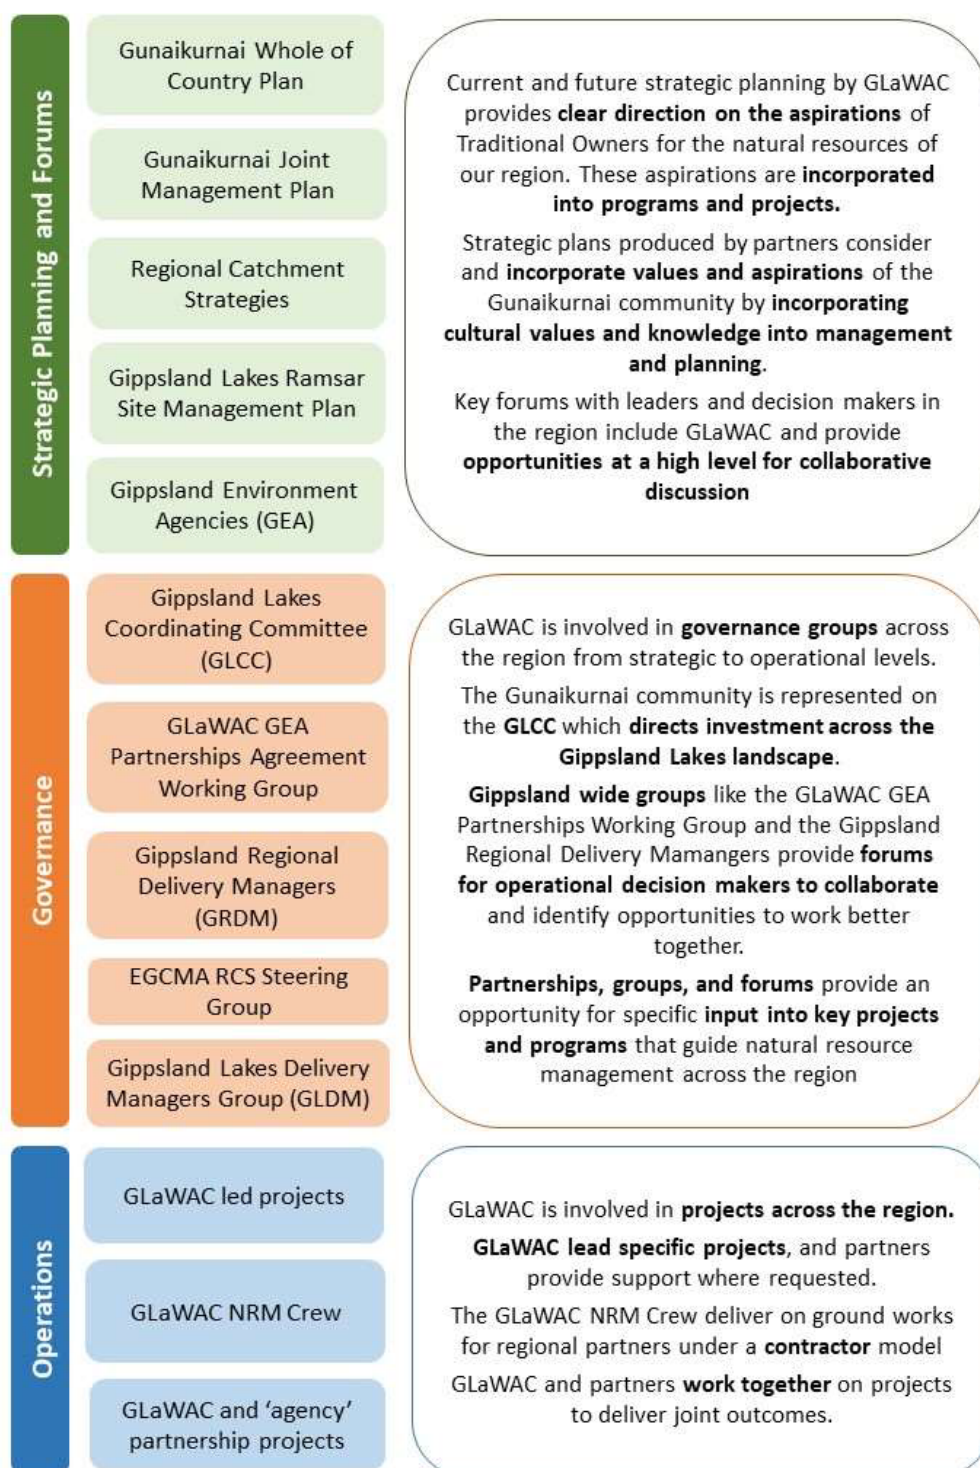 Strategic Planning and Forums
Gunaikurnai Whole of
Country Plan
Gunaikurnai Joint
Management Plan
Regional Catchment
Strategies
Gippsland Lakes Ramsar
Site Management Plan
Gippsland Environment
Agencies (GEA)
Current and future strategic planning by GLaWAC
provides clear direction on the aspirations of
Traditional Owners for the natural resources of
our region. These aspirations are incorporated
into programs and projects.
Strategic plans produced by partners consider
and incorporate values and aspirations of the
Gunaikurnai community by incorporating
cultural values and knowledge into management
and planning.
Key forums with leaders and decision makers in
the region include GLaWAC and provide
opportunities at a high level for collaborative
discussion
Governance
Gippsland Lakes
Coordinating Committee
(GLCC)
GLaWAC GEA
Partnerships Agreement
Working Group
Gippsland Regional
Delivery Managers
(GRDM)
EGCMA RCS Steering
Group
Gippsland Lakes Delivery
Managers Group (GLDM)
GLaWAC is involved in governance groups across
the region from strategic to operational levels.
The Gunaikurnai community is represented on
the GLCC which directs investment across the
Gippsland Lakes landscape.
Gippsland wide groups like the GLaWAC GEA
Partnerships Working Group and the Gippsland
Regional Delivery Mamangers provide forums
for operational decision makers to collaborate
and identify opportunities to work better
together.
Partnerships, groups, and forums provide an
opportunity for specific input into key projects
and programs that guide natural resource
management across the region
Operations
GLaWAC led projects
GLaWAC NRM Crew
GLaWAC and ‘agency’
partnership projects
GLaWAC is involved in projects across the region.
GLaWAC lead specific projects, and partners
provide support where requested.
The GLaWAC NRM Crew deliver on ground works
for regional partners under a contractor model
GLaWAC and partners work together on projects
to deliver joint outcomes.